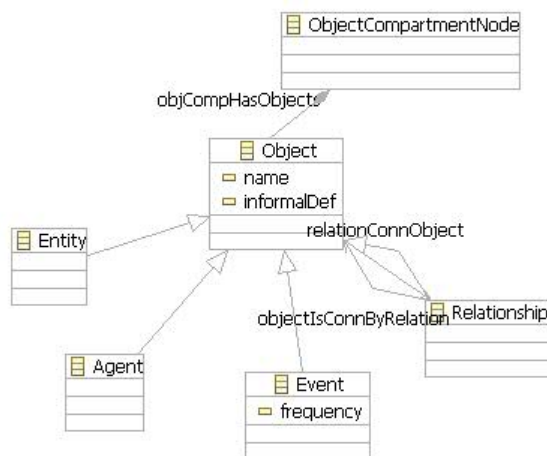 ObjectCompartmentNode
objCompHasObjects
Object
name
informalDef
relationConnObject
Entity
objectIsConnByRelation
Relationship
Agent
Event
frequency